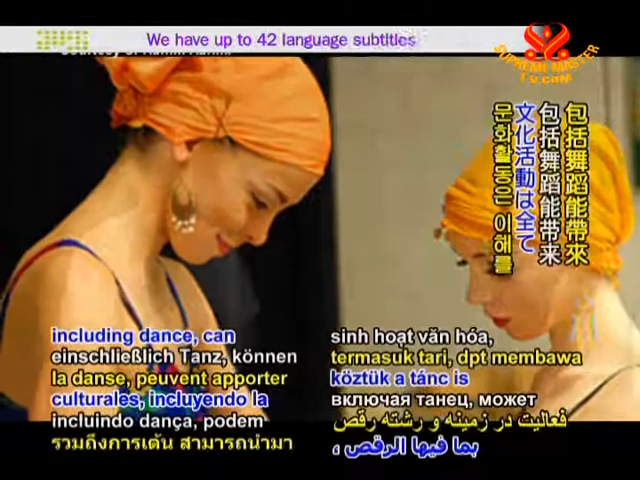 We have up to 42 language subtitles
SUPREME MASTER
TV.COM
包括舞蹈能帶來
包括舞蹈能带来
文化活動は全て
문화활동은 이해를
including dance, can
einschließlich Tanz, können
la danse, peuvent apporter
culturales, incluyendo la
incluindo dança, podem
รวมถึงการเต้น สามารถนำมา
sinh hoạt văn hóa,
termasuk tari, dpt membawa
köztük a tánc is
включая танец, может
فعالیت در زمینه و رشته رقص
بما فيها الرقص ،